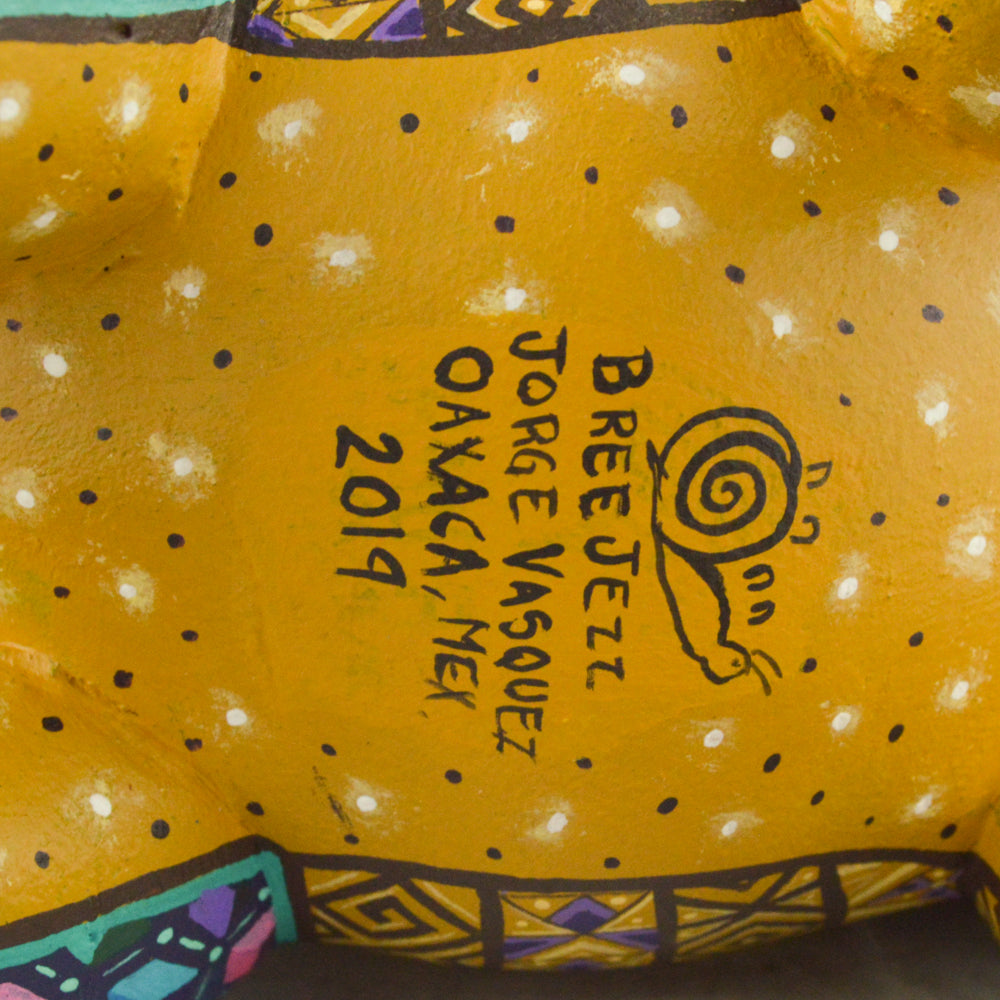 BREE JEZZ
JORGE VASQUEZ
OAXACA, MEX.
2019